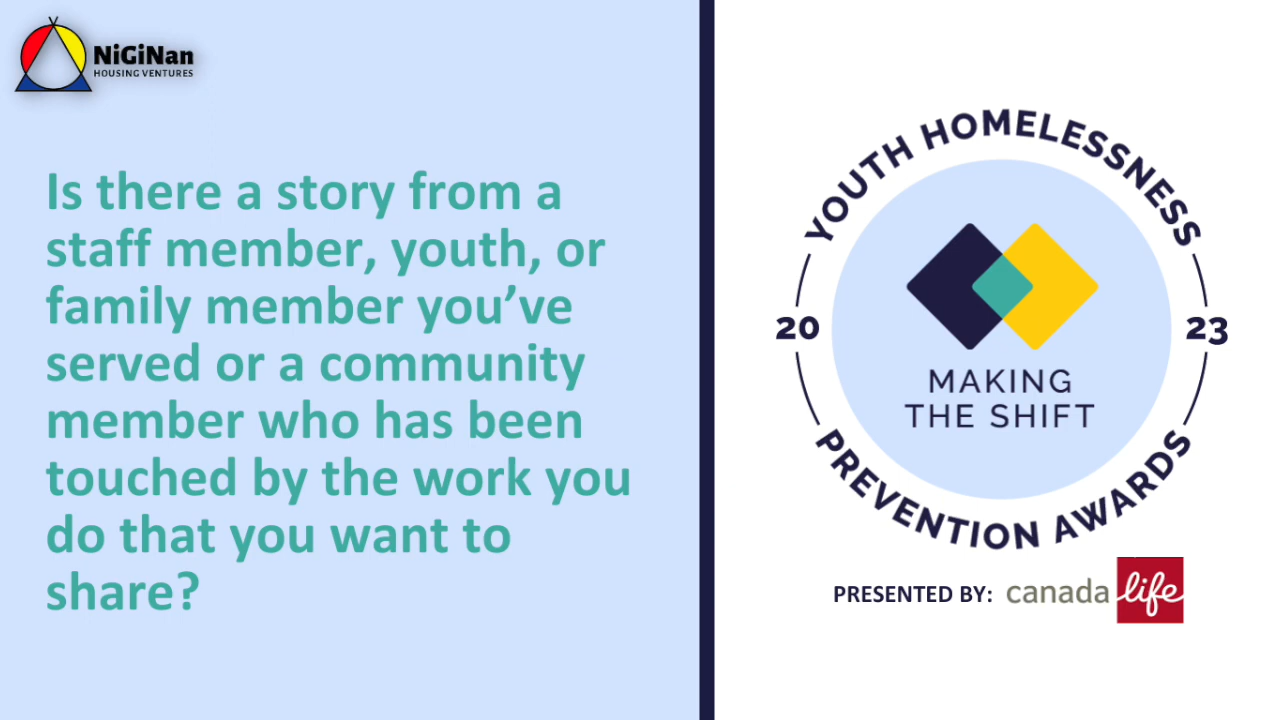 NiGiNan
HOUSING VENTURES
Is there a story from a
staff member, youth, or
family member you’ve
served or a community
member who has been
touched by the work you
do that you want to
share?
YOUTH HOMELESSNESS
20 23
MAKING
THE SHIFT
PREVENTION AWARDS
PRESENTED BY: canada life